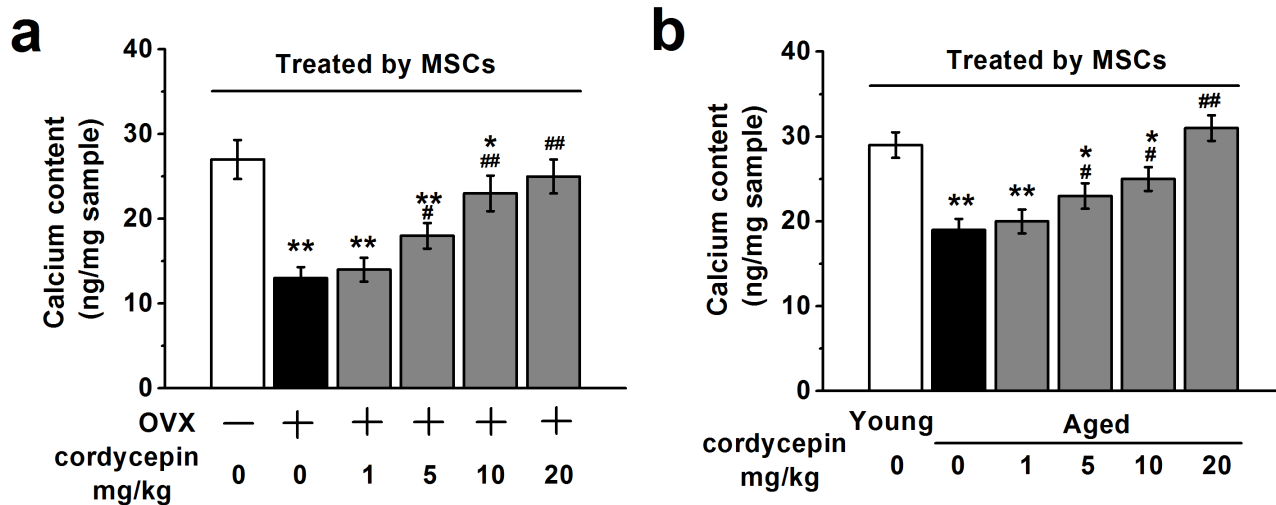 a
Treated by MSCs
Calcium content
(ng/mg sample)
40
30
20
10
0
**
**
**
#
*
##
##
OVX — + + + + +
cordycepin
mg/kg
0 0 1 5 10 20
b
Treated by MSCs
Calcium content
(ng/mg sample)
40
30
20
10
0
**
**
*
#
*
#
##
Young Aged
cordycepin
mg/kg
0 0 1 5 10 20